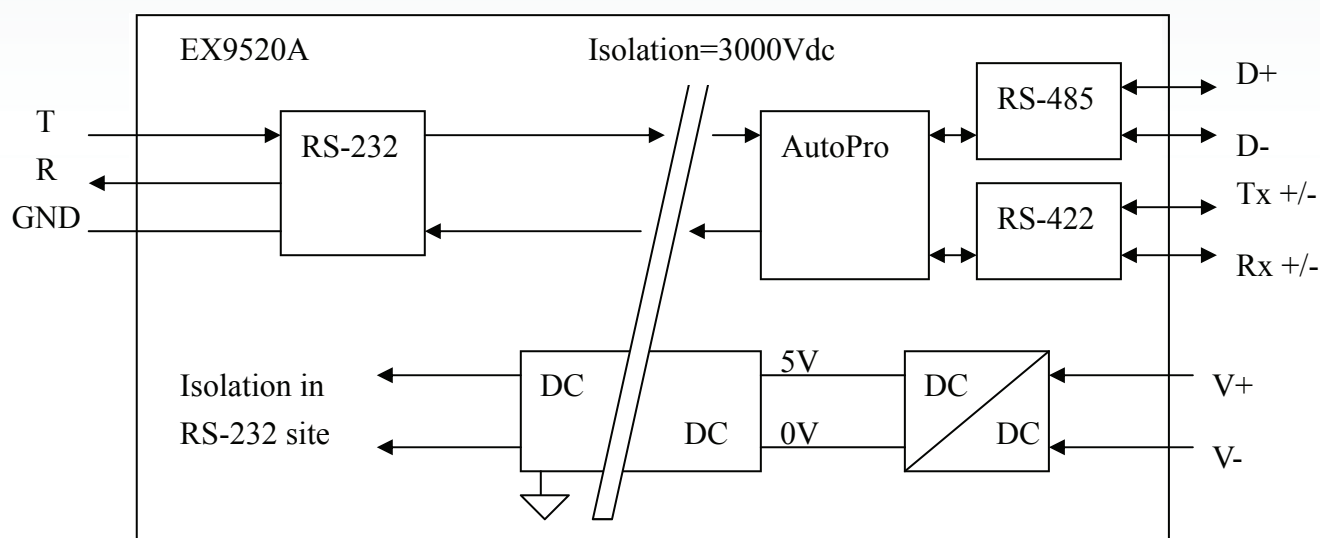 EX9520A
Isolation=3000Vdc
T
R
GND
RS-232
AutoPro
RS-485
RS-422
D+
D-
Tx +/-
Rx +/-
Isolation in
RS-232 site
DC
DC
5V
0V
DC
DC
V+
V-